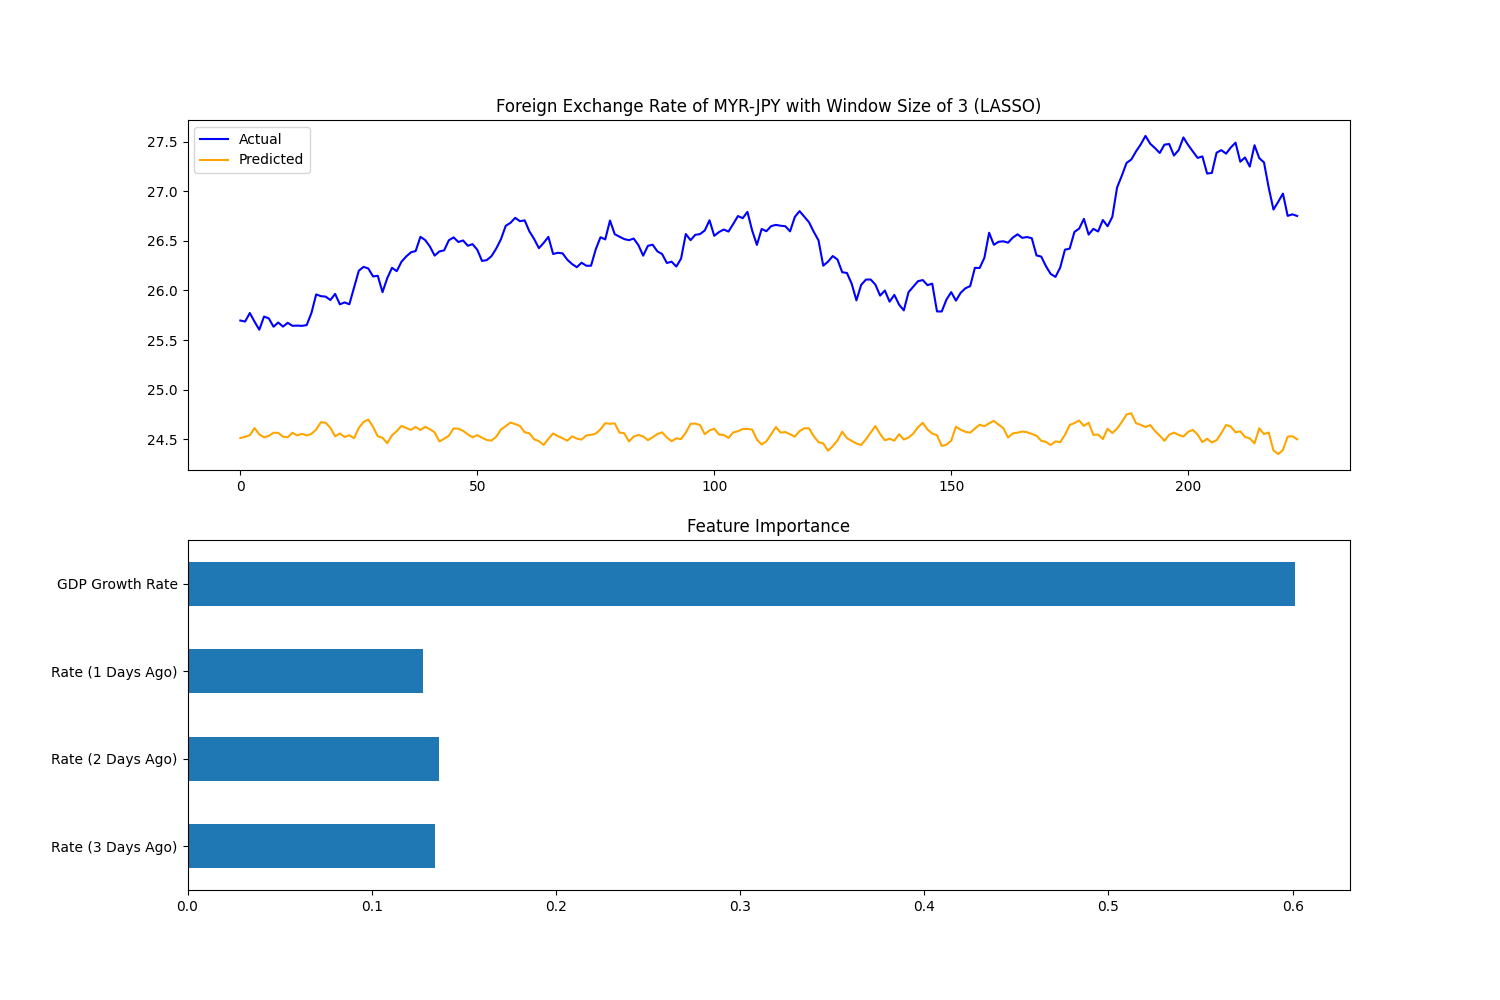 Foreign Exchange Rate of MYR-JPY with Window Size of 3 (LASSO)
Actual
Predicted
27.5
27.0
26.5
26.0
25.5
25.0
24.5
0 50 100 150 200
Feature Importance
GDP Growth Rate
Rate (1 Days Ago)
Rate (2 Days Ago)
Rate (3 Days Ago)
0.0 0.1 0.2 0.3 0.4 0.5 0.6